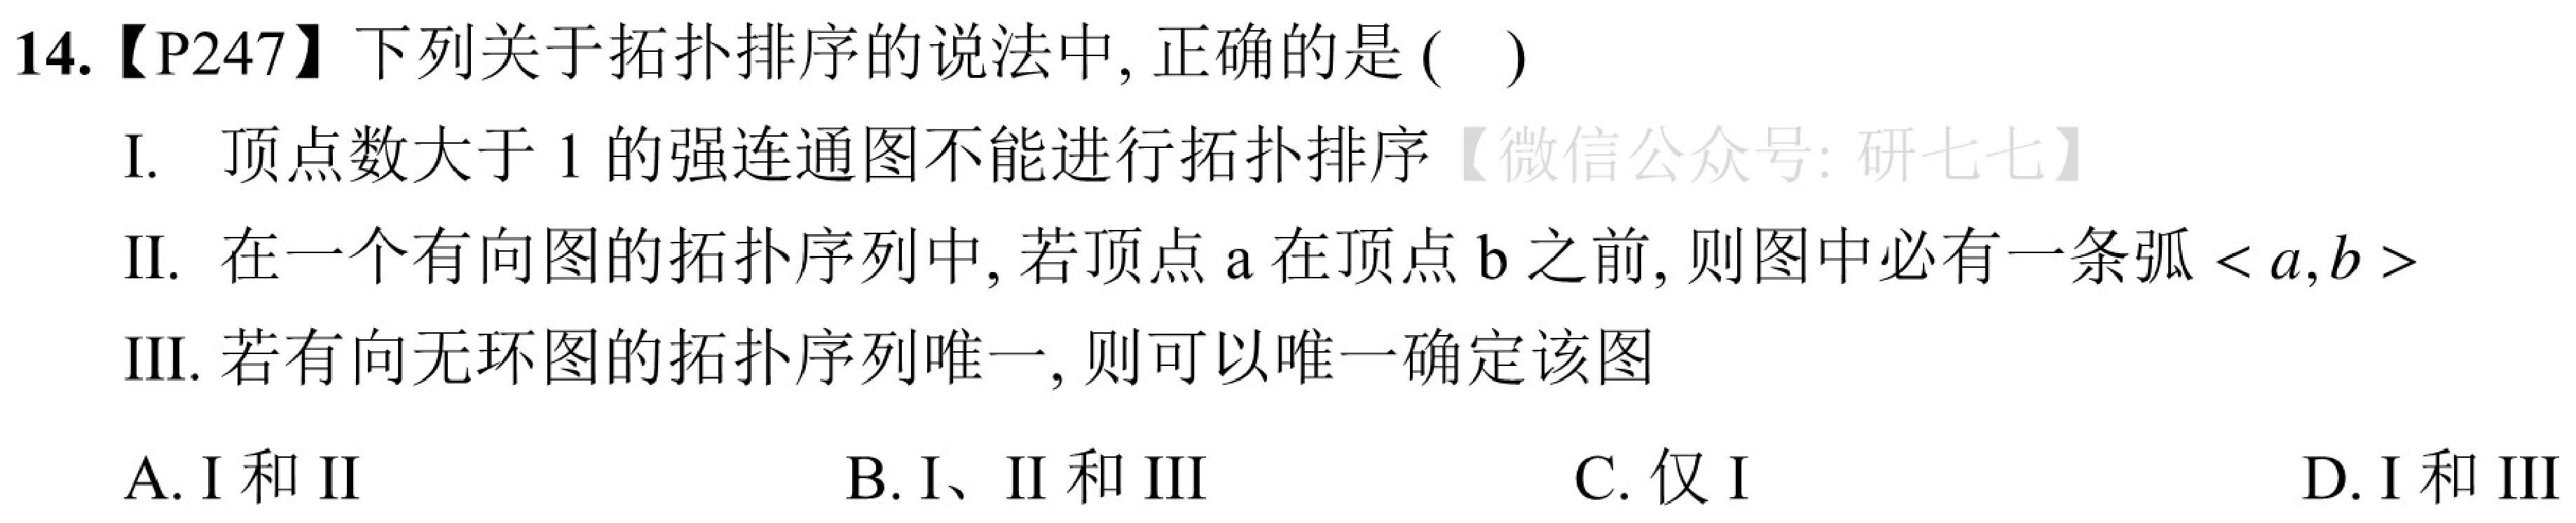 14.【P247】下列关于拓扑排序的说法中, 正确的是 (   )
I. 顶点数大于 1 的强连通图不能进行拓扑排序【微信公众号: 研七七】
II. 在一个有向图的拓扑序列中, 若顶点 a 在顶点 b 之前, 则图中必有一条弧 < a,b >
III. 若有向无环图的拓扑序列唯一, 则可以唯一确定该图
A. I 和 II B. I、II 和 III C. 仅 I D. I 和 III